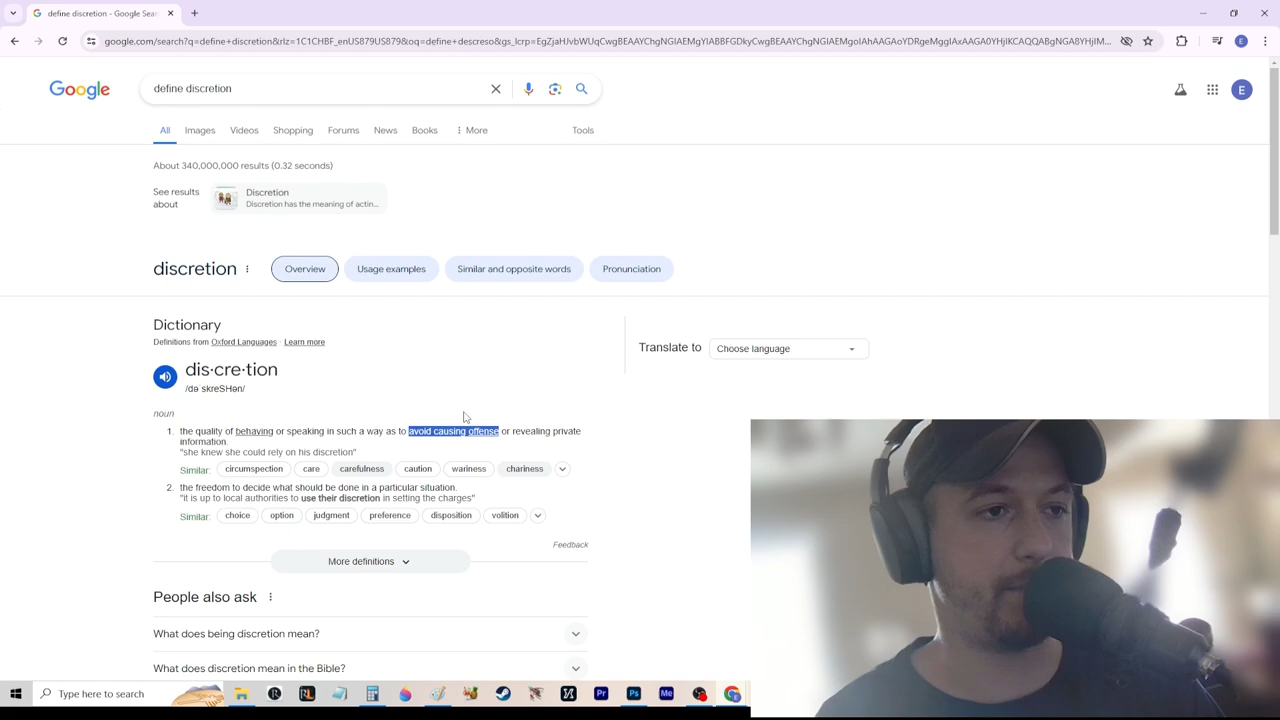 define discretion - Google Sear
google.com/search?q=define+discretion&rlz=1C1CHBF_enUS879US879&oq=define+descreso&gs_lcrp=
E
Google
define discretion
E
All Images Videos Shopping Forums News Books More Tools
About 340,000,000 results (0.32 seconds)
See results about
Discretion
Discretion has the meaning of actin...
discretion
Overview
Usage examples
Similar and opposite words
Pronunciation
Dictionary
Definitions from Oxford Languages · Learn more
Translate to
Choose language
dis·cre·tion
/dəˈskreSHən/
noun
1. the quality of behaving or speaking in such a way as to avoid causing offense or revealing private
information.
"she knew she could rely on his discretion"
Similar: circumspection care carefulness caution wariness chariness
2. the freedom to decide what should be done in a particular situation.
"it is up to local authorities to use their discretion in setting the charges"
Similar: choice option judgment preference disposition volition
Feedback
More definitions
People also ask
What does being discretion mean?
What does discretion mean in the Bible?
Type here to search
R
RL
Pr
Ps
Me